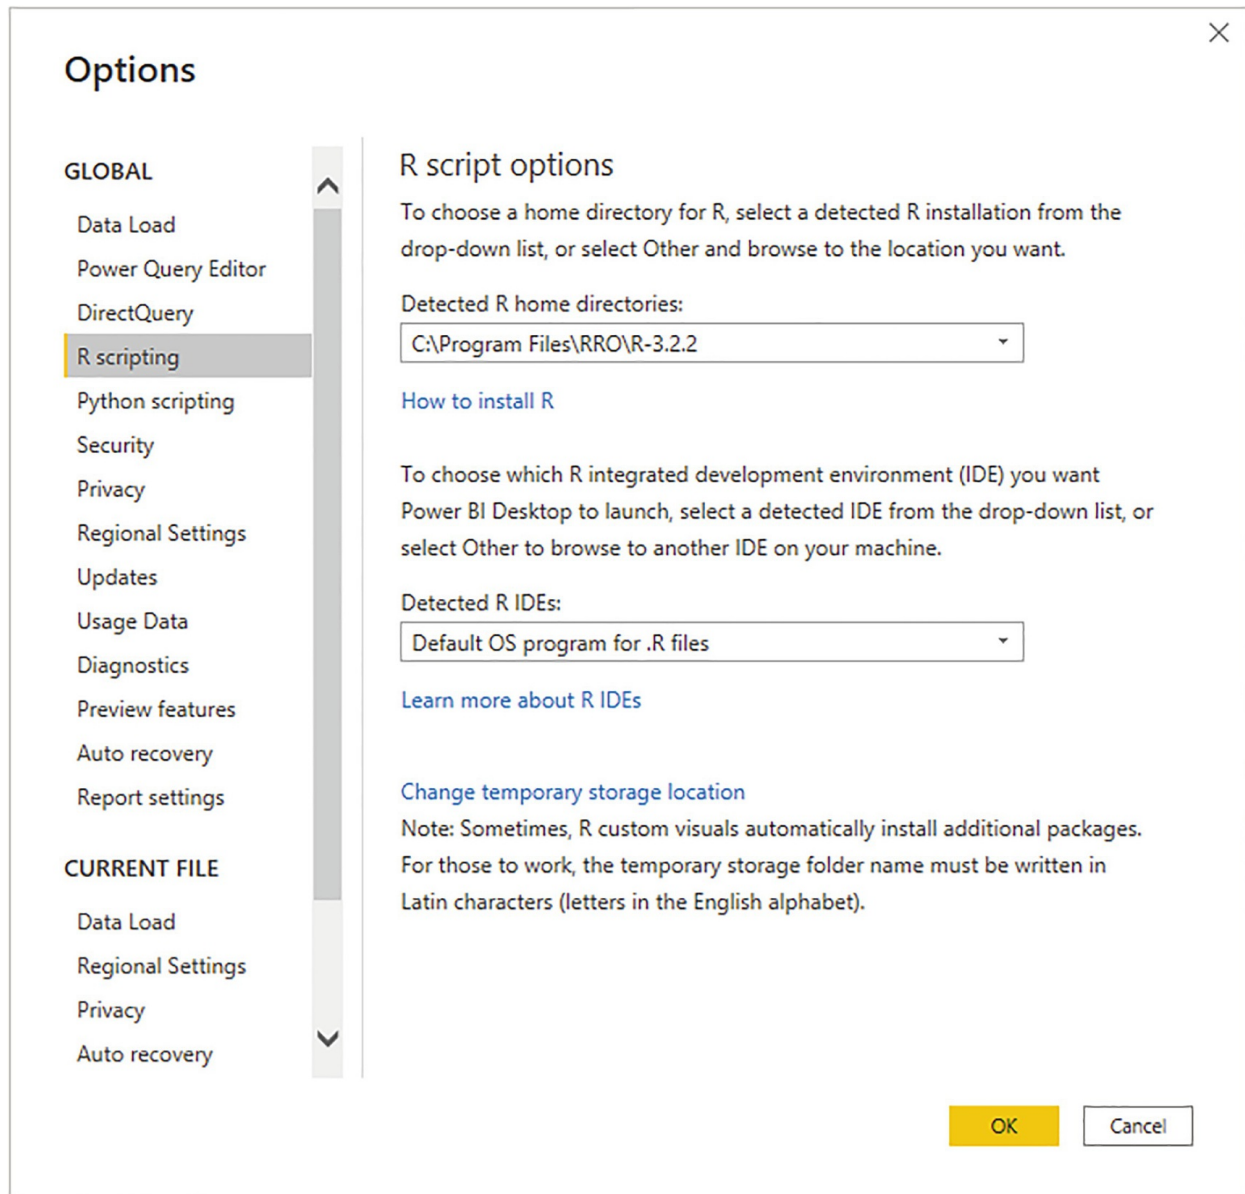 Options
GLOBAL
Data Load
Power Query Editor
DirectQuery
R scripting
Python scripting
Security
Privacy
Regional Settings
Updates
Usage Data
Diagnostics
Preview features
Auto recovery
Report settings
CURRENT FILE
Data Load
Regional Settings
Privacy
Auto recovery
R script options
To choose a home directory for R, select a detected R installation from the
drop-down list, or select Other and browse to the location you want.
Detected R home directories:
C:\Program Files\RRO\R-3.2.2
How to install R
To choose which R integrated development environment (IDE) you want
Power BI Desktop to launch, select a detected IDE from the drop-down list, or
select Other to browse to another IDE on your machine.
Detected R IDEs:
Default OS program for .R files
Learn more about R IDEs
Change temporary storage location
Note: Sometimes, R custom visuals automatically install additional packages.
For those to work, the temporary storage folder name must be written in
Latin characters (letters in the English alphabet).
OK
Cancel